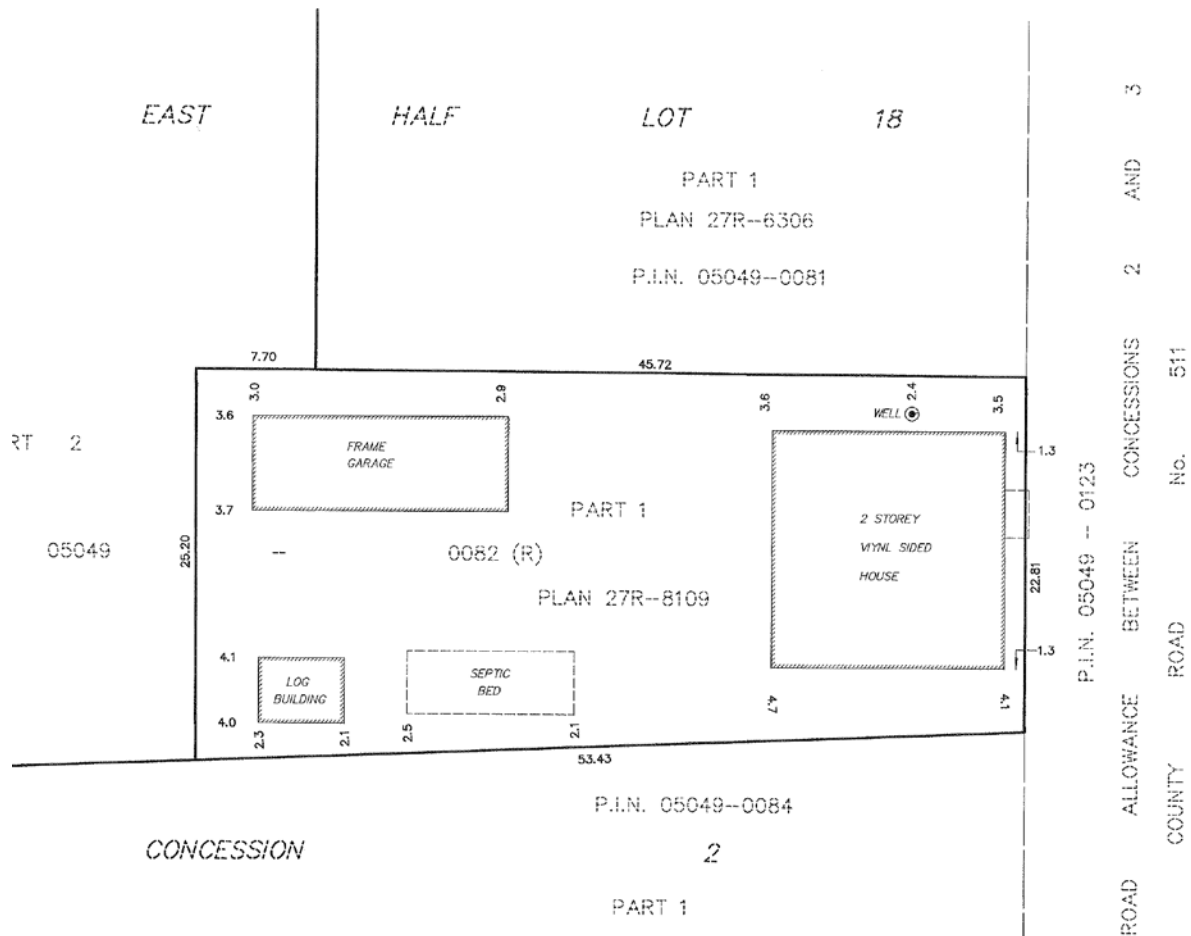 EAST HALF LOT 18
PART 1
PLAN 27R-6306
P.I.N. 05049-0081
7.70
45.72
3.0
2.9
3.6
3.6
2.4
3.5
WELL
FRAME
GARAGE
1.3
RT 2
3.7
PART 1
2 STOREY
VIYNL SIDED
HOUSE
05049 - 0082 (R)
25.20
22.81
PLAN 27R-8109
4.1
LOG
BUILDING
SEPTIC
BED
1.3
4.0
2.3
2.1
2.5
2.1
4.7
4.1
53.43
P.I.N. 05049-0084
CONCESSION 2
PART 1
P.I.N. 05049 - 0123
ROAD ALLOWANCE BETWEEN CONCESSIONS 2 AND 3
COUNTY ROAD No. 511